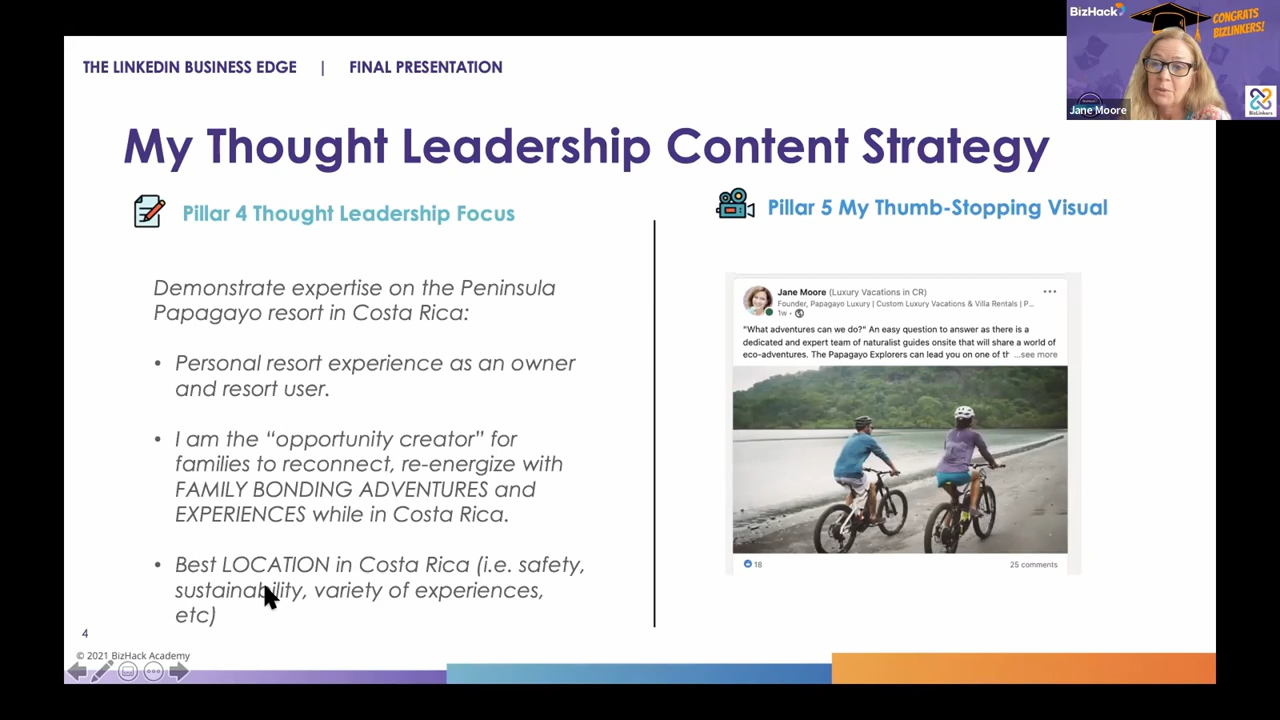 BizHack
CONGRATS
BIZLINKERS!
Jane Moore
BizLinkers
THE LINKEDIN BUSINESS EDGE | FINAL PRESENTATION
My Thought Leadership Content Strategy
Pillar 4 Thought Leadership Focus
Demonstrate expertise on the Peninsula
Papagayo resort in Costa Rica:
• Personal resort experience as an owner
and resort user.
• I am the “opportunity creator” for
families to reconnect, re-energize with
FAMILY BONDING ADVENTURES and
EXPERIENCES while in Costa Rica.
• Best LOCATION in Costa Rica (i.e. safety,
sustainability, variety of experiences,
etc)
Pillar 5 My Thumb-Stopping Visual
Jane Moore (Luxury Vacations in CR)
Founder, Papagayo Luxury | Custom Luxury Vacations & Villa Rentals | P...
1w •
"What adventures can we do?" An easy question to answer as there is a
dedicated and expert team of naturalist guides onsite that will share a world of
eco-adventures. The Papagayo Explorers can lead you on one of th ...see more
18
25 comments
4
© 2021 BizHack Academy